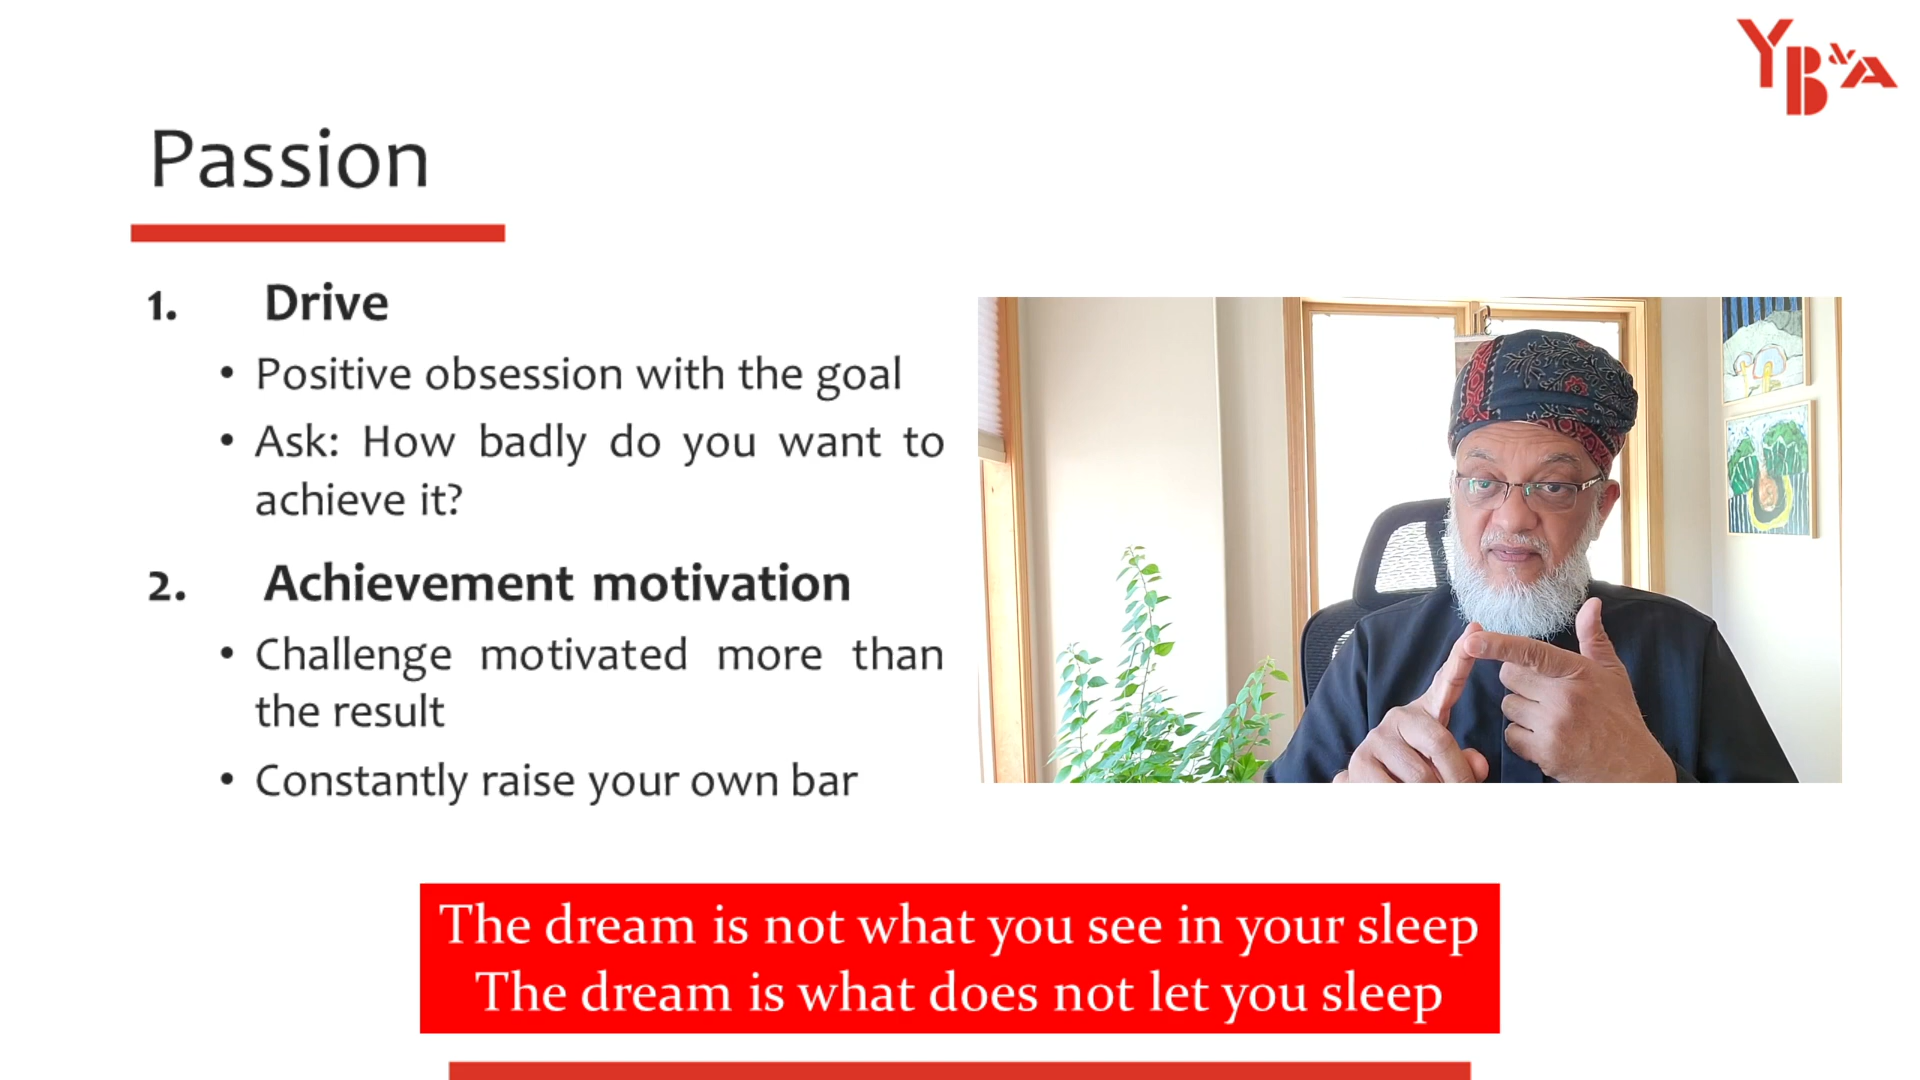 YB&A
Passion
1. Drive
• Positive obsession with the goal
• Ask: How badly do you want to
achieve it?
2. Achievement motivation
• Challenge motivated more than
the result
• Constantly raise your own bar
The dream is not what you see in your sleep
The dream is what does not let you sleep